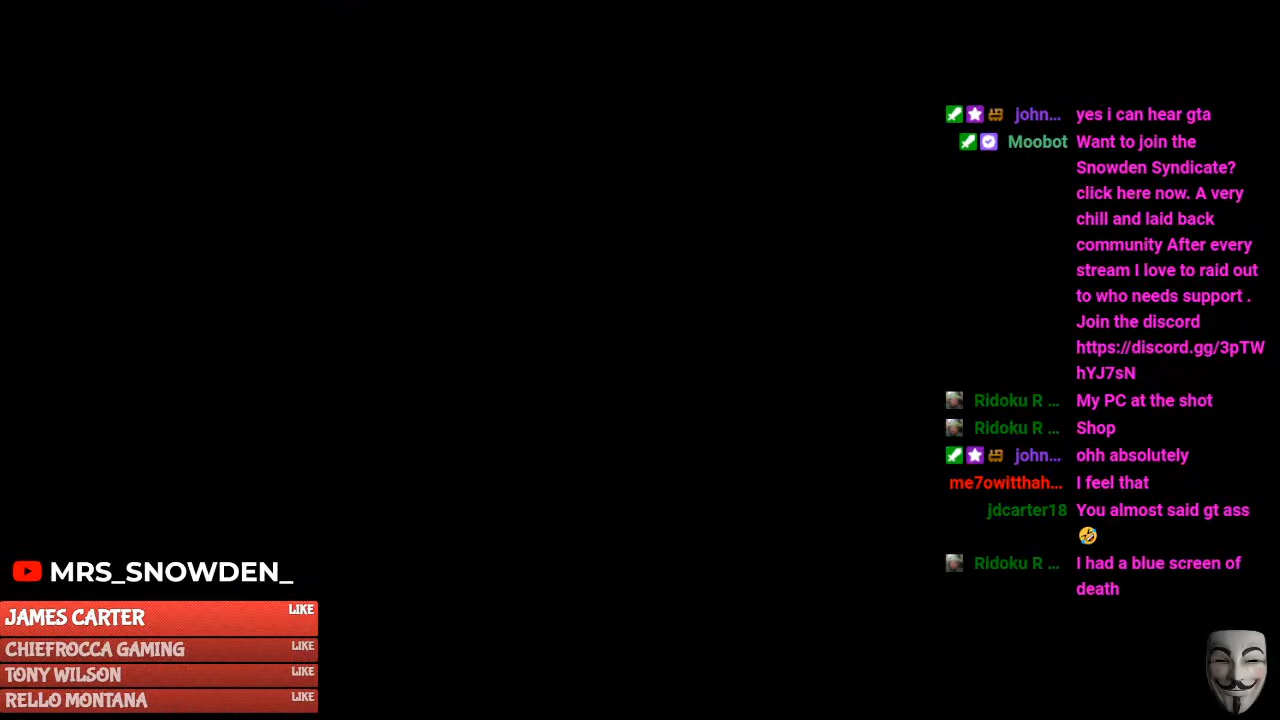 john... yes i can hear gta
Moobot Want to join the
Snowden Syndicate?
click here now. A very
chill and laid back
community After every
stream I love to raid out
to who needs support .
Join the discord
https://discord.gg/3pTW
hYJ7sN
Ridoku R ... My PC at the shot
Ridoku R ... Shop
john... ohh absolutely
me7owitthah... I feel that
jdcarter18 You almost said gt ass
🤣
Ridoku R ... I had a blue screen of
death
MRS_SNOWDEN_
JAMES CARTER LIKE
CHIEFROCCA GAMING LIKE
TONY WILSON LIKE
RELLO MONTANA LIKE